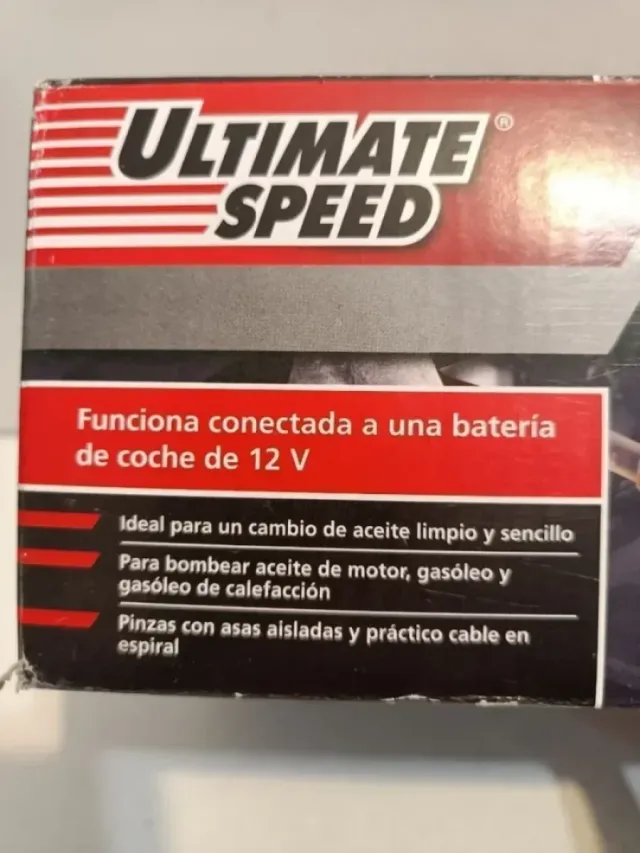 ULTIMATE ®
SPEED
Funciona conectada a una batería
de coche de 12 V
Ideal para un cambio de aceite limpio y sencillo
Para bombear aceite de motor, gasóleo y
gasóleo de calefacción
Pinzas con asas aisladas y práctico cable en
espiral